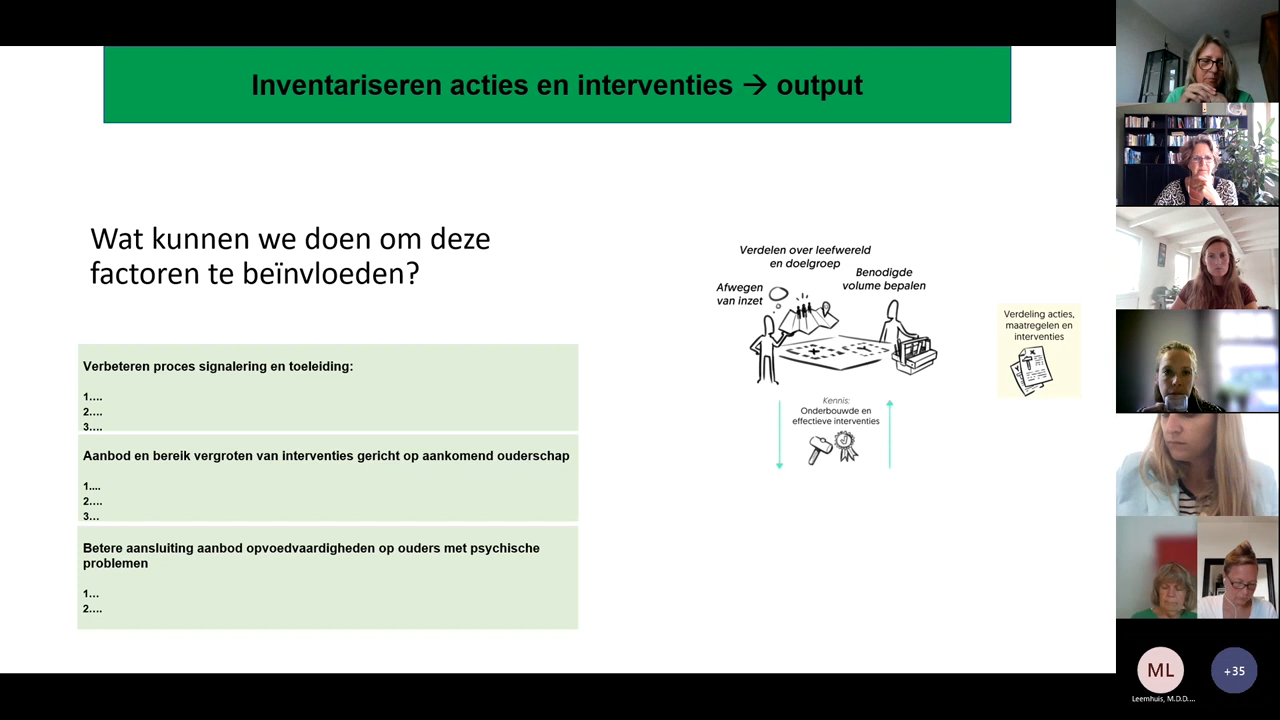 Inventariseren acties en interventies → output
Wat kunnen we doen om deze
factoren te beïnvloeden?
Verbeteren proces signalering en toeleiding:
1….
2….
3….
Aanbod en bereik vergroten van interventies gericht op aankomend ouderschap
1....
2….
3…
Betere aansluiting aanbod opvoedvaardigheden op ouders met psychische
problemen
1…
2….
Verdelen over leefwereld
en doelgroep
Benodigde
volume bepalen
Afwegen
van inzet
Kennis:
Onderbouwde en
effectieve interventies
Verdeling acties,
maatregelen en
interventies
ML
Leemhuis, M.D.D....
+35